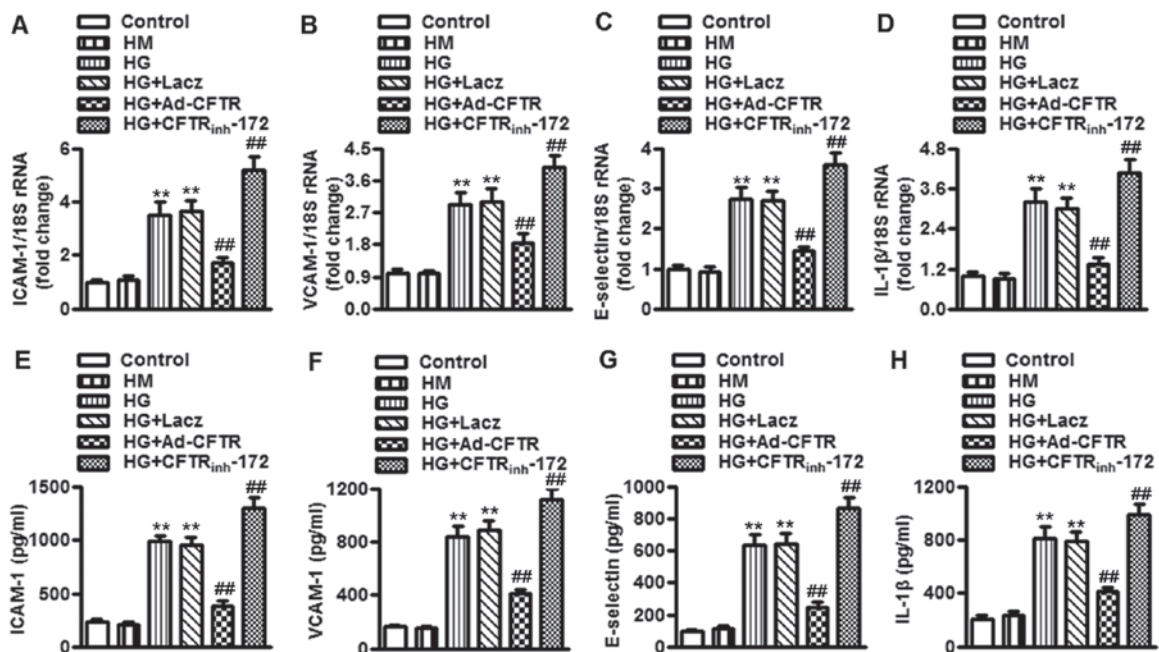 A
Control
HM
HG
HG+Lacz
HG+Ad-CFTR
HG+CFTRinh-172
ICAM-1/18S rRNA
(fold change)
6
4
2
0
**
**
##
##
B
Control
HM
HG
HG+Lacz
HG+Ad-CFTR
HG+CFTRinh-172
VCAM-1/18S rRNA
(fold change)
4.5
3.6
2.7
1.8
0.9
0.0
**
**
##
##
C
Control
HM
HG
HG+Lacz
HG+Ad-CFTR
HG+CFTRinh-172
E-selectin/18S rRNA
(fold change)
4
3
2
1
0
**
**
##
##
D
Control
HM
HG
HG+Lacz
HG+Ad-CFTR
HG+CFTRinh-172
IL-1β/18S rRNA
(fold change)
4.8
3.6
2.4
1.2
0.0
**
**
##
##
E
Control
HM
HG
HG+Lacz
HG+Ad-CFTR
HG+CFTRinh-172
ICAM-1 (pg/ml)
1500
1000
500
0
**
**
##
##
F
Control
HM
HG
HG+Lacz
HG+Ad-CFTR
HG+CFTRinh-172
VCAM-1 (pg/ml)
1200
800
400
0
**
**
##
##
G
Control
HM
HG
HG+Lacz
HG+Ad-CFTR
HG+CFTRinh-172
E-selectin (pg/ml)
1000
800
600
400
200
0
**
**
##
##
H
Control
HM
HG
HG+Lacz
HG+Ad-CFTR
HG+CFTRinh-172
IL-1β (pg/ml)
1200
800
400
0
**
**
##
##